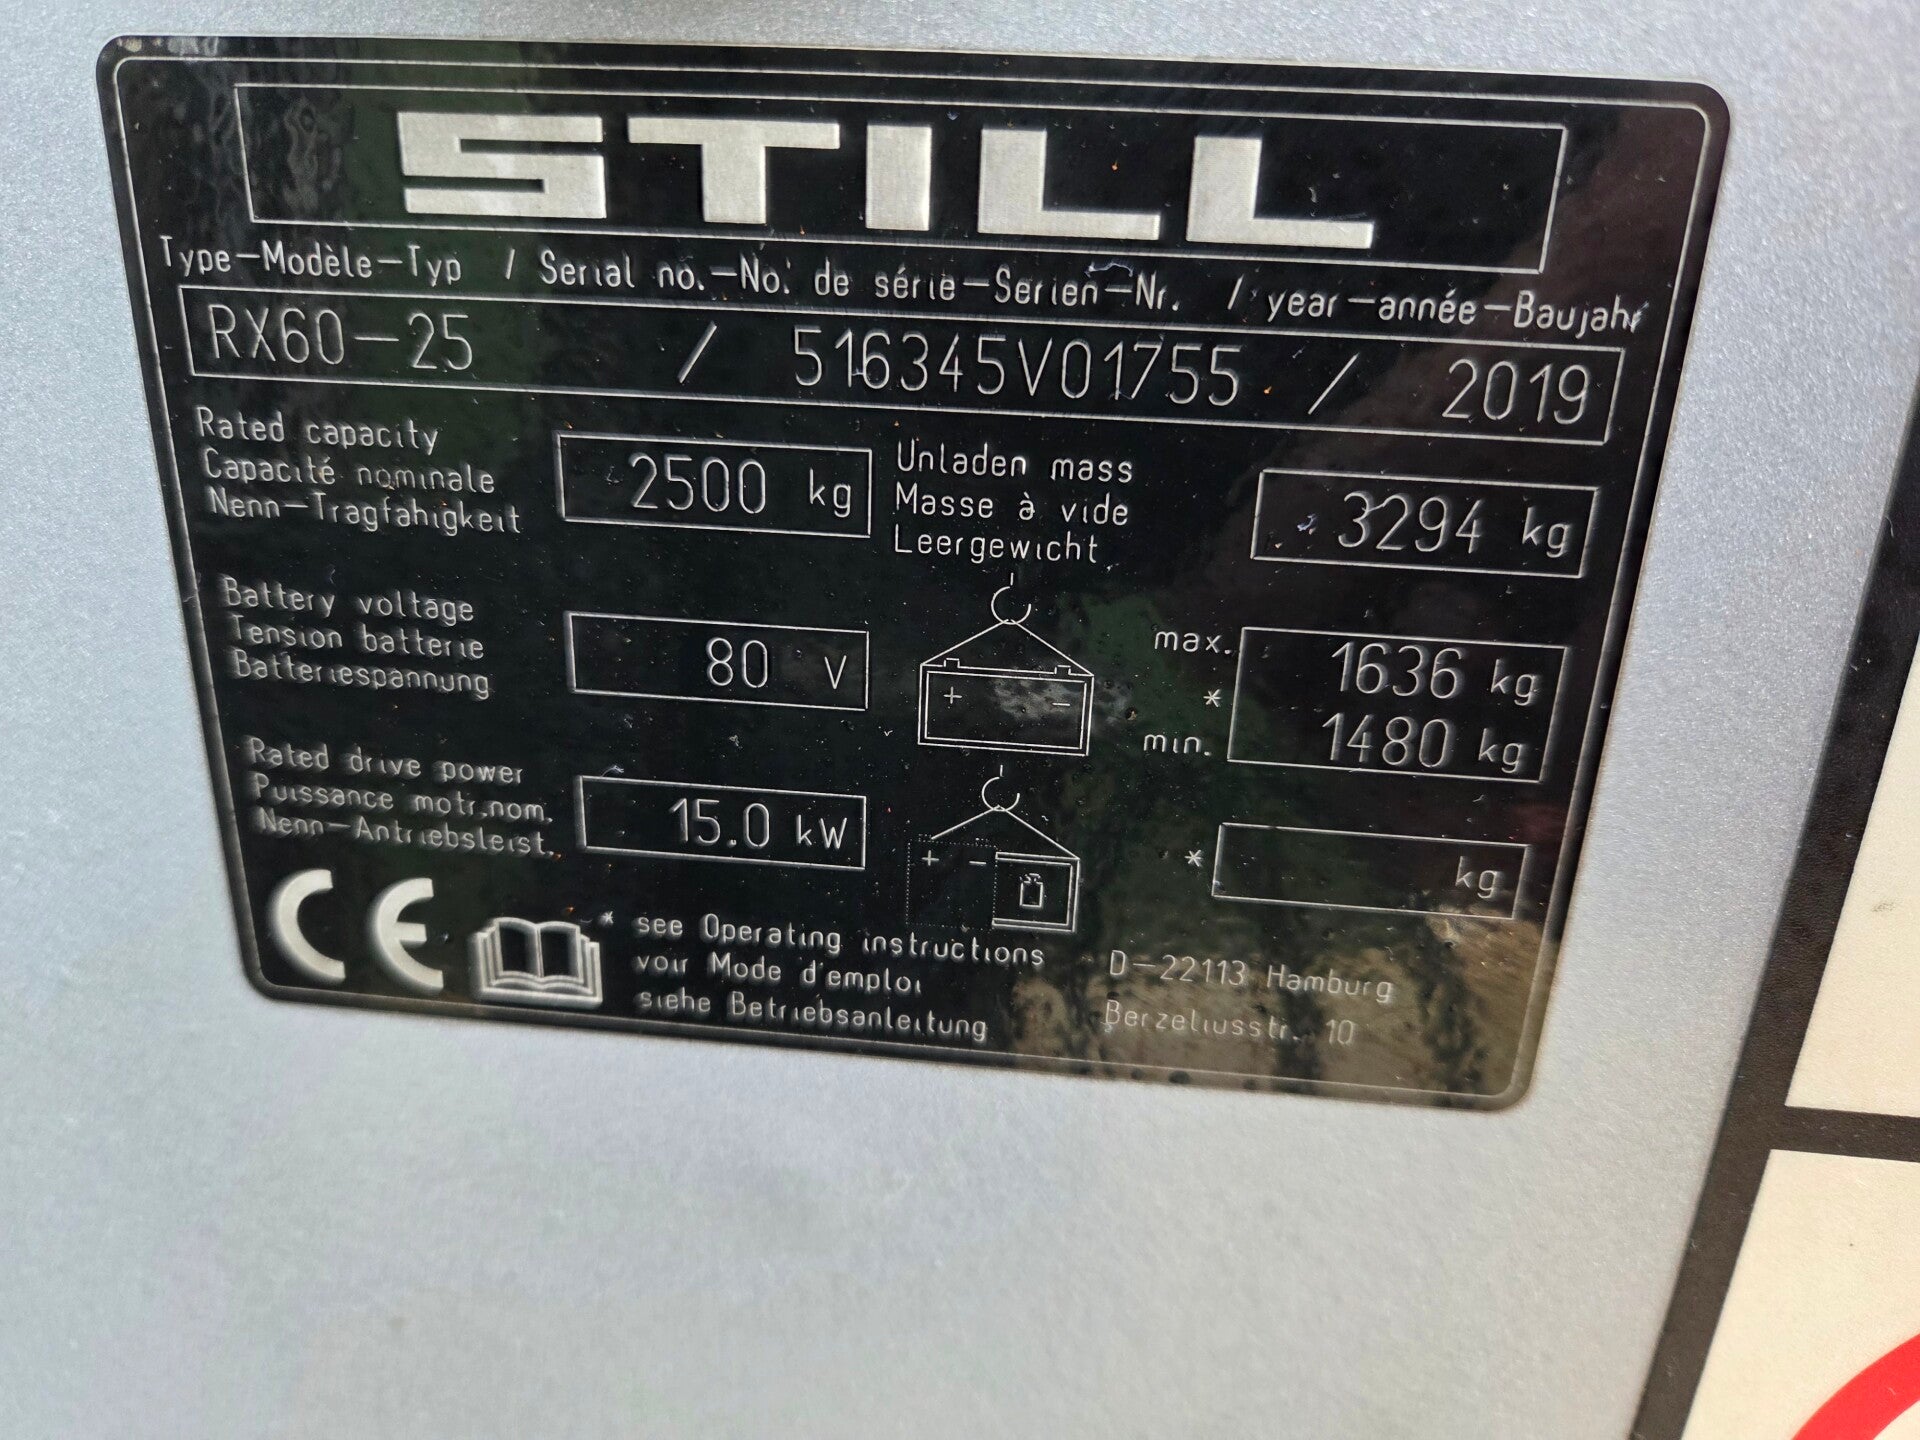 STILL
Type-Modèle-Typ / Serial no.-No. de série-Serien-Nr. / year-année-Baujahr
RX60-25 / 516345V01755 / 2019
Rated capacity
Capacité nominale
Nenn-Tragfähigkeit
2500 kg
Unladen mass
Masse à vide
Leergewicht
3294 kg
Battery voltage
Tension batterie
Batteriespannung
80 V
+ -
max. 1636 kg
*
min. 1480 kg
Rated drive power
Puissance motr.nom.
Nenn-Antriebsleist.
15.0 kW
+ -
* kg
CE
* see Operating instructions
voir Mode d'emploi
siehe Betriebsanleitung
D-22113 Hamburg
Berzeliusstr. 10